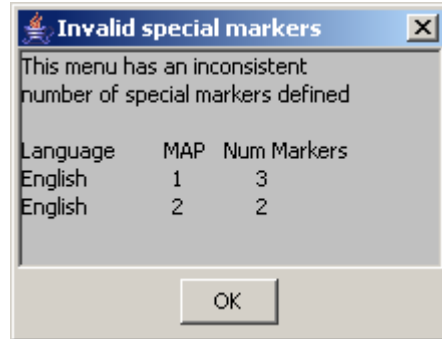 Invalid special markers
This menu has an inconsistent
number of special markers defined
Language MAP Num Markers
English 1 3
English 2 2
OK